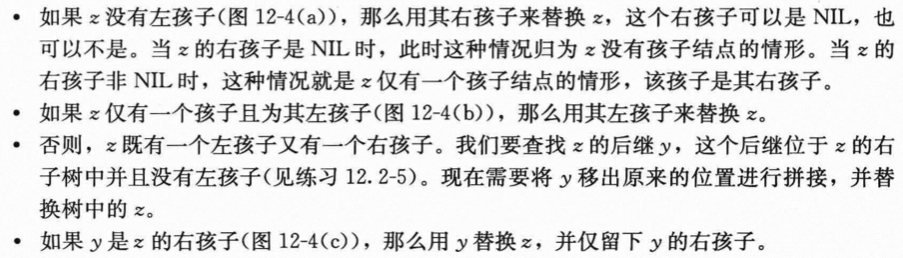 • 如果 z 没有左孩子(图 12-4(a))，那么用其右孩子来替换 z，这个右孩子可以是 NIL，也
可以不是。当 z 的右孩子是 NIL 时，此时这种情况归为 z 没有孩子结点的情形。当 z 的
右孩子非 NIL 时，这种情况就是 z 仅有一个孩子结点的情形，该孩子是其右孩子。
• 如果 z 仅有一个孩子且为其左孩子(图 12-4(b))，那么用其左孩子来替换 z。
• 否则，z 既有一个左孩子又有一个右孩子。我们要查找 z 的后继 y，这个后继位于 z 的右
子树中并且没有左孩子(见练习 12.2-5)。现在需要将 y 移出原来的位置进行拼接，并替
换树中的 z。
• 如果 y 是 z 的右孩子(图 12-4(c))，那么用 y 替换 z，并仅留下 y 的右孩子。